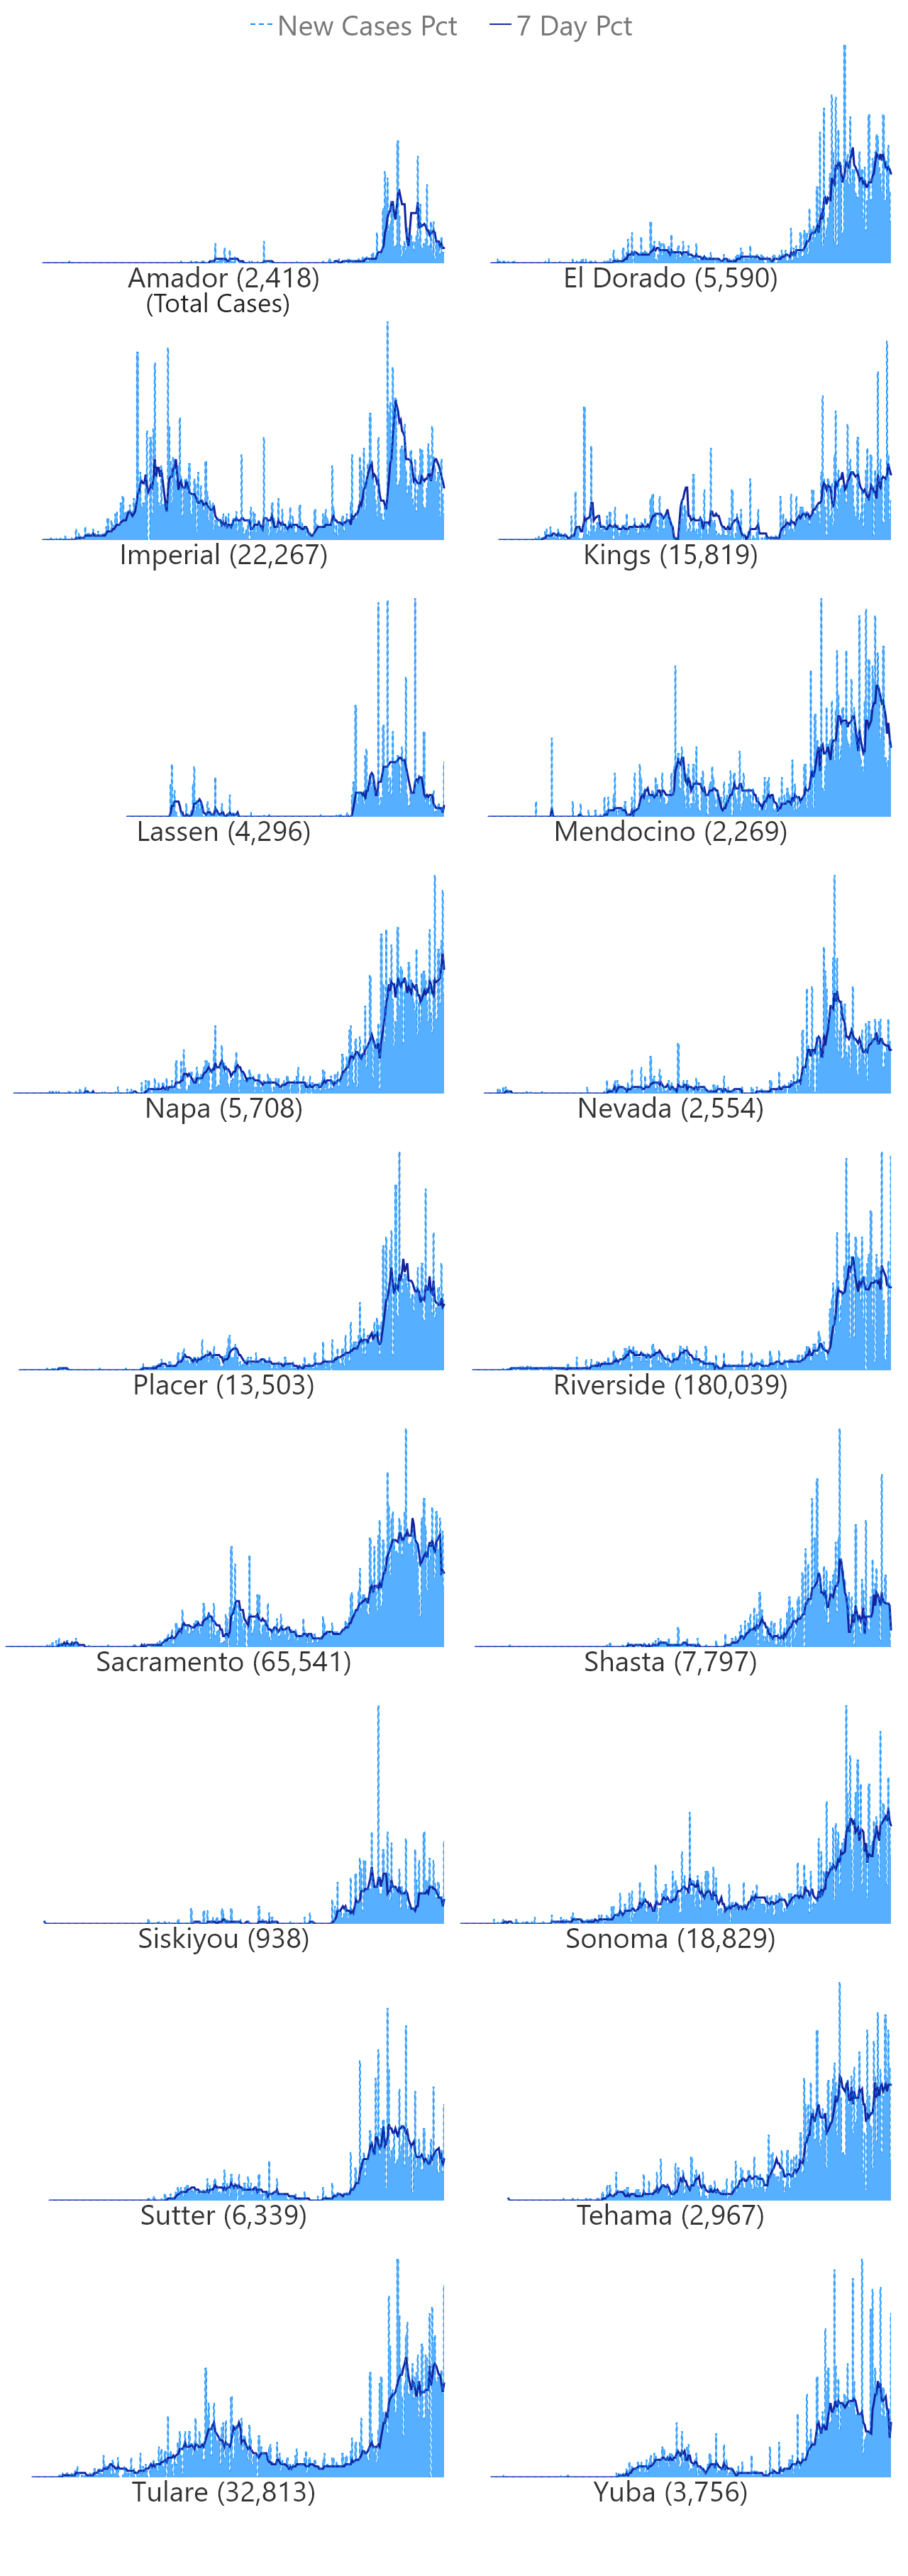 New Cases Pct 7 Day Pct
Amador (2,418) El Dorado (5,590)
(Total Cases)
Imperial (22,267) Kings (15,819)
Lassen (4,296) Mendocino (2,269)
Napa (5,708) Nevada (2,554)
Placer (13,503) Riverside (180,039)
Sacramento (65,541) Shasta (7,797)
Siskiyou (938) Sonoma (18,829)
Sutter (6,339) Tehama (2,967)
Tulare (32,813) Yuba (3,756)